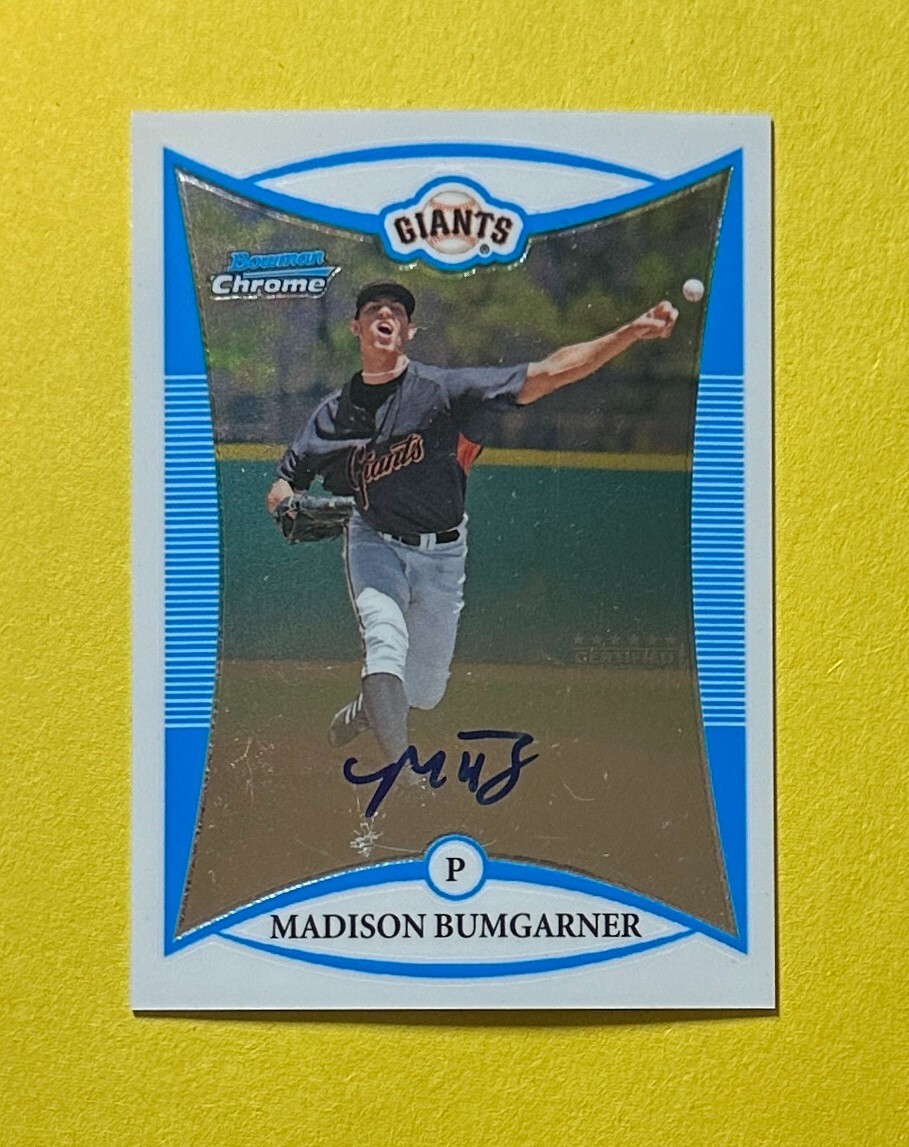 GIANTS
®
Bowman
Chrome
Giants
CERTIFIED
P
MADISON BUMGARNER